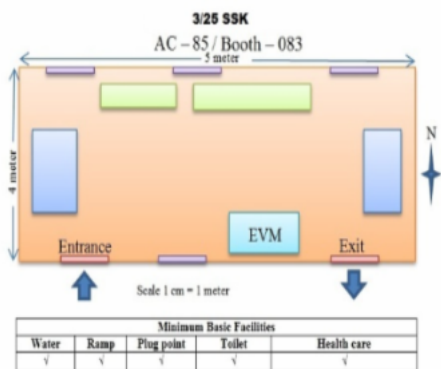 3/25 SSK
AC – 85 / Booth – 083
5 meter
4 meter
N
EVM
Entrance
Exit
Scale 1 cm = 1 meter
Minimum Basic Facilities
Water Ramp Plug point Toilet Health care
√ √ √ √ √